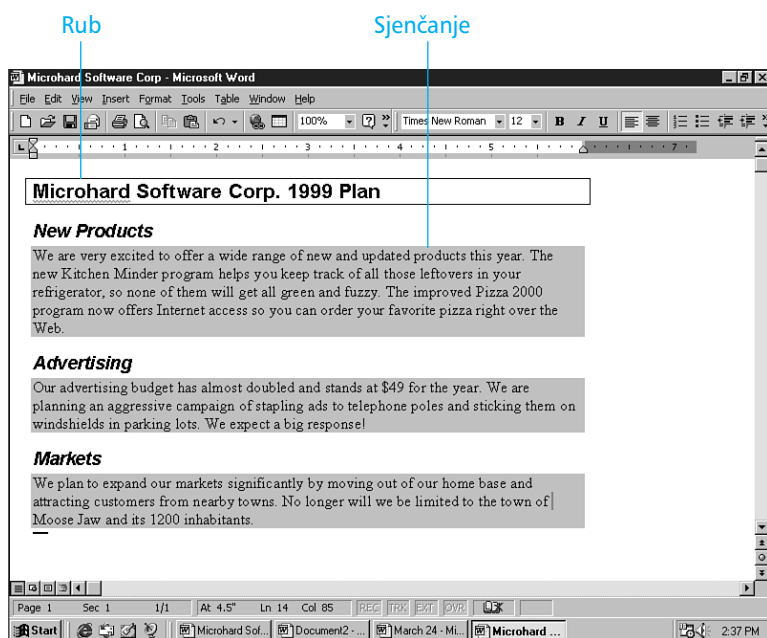 Rub Sjenčanje
Microhard Software Corp - Microsoft Word
File Edit View Insert Format Tools Table Window Help
100% Times New Roman 12 B I U
1 2 3 4 5 7
Microhard Software Corp. 1999 Plan
New Products
We are very excited to offer a wide range of new and updated products this year. The
new Kitchen Minder program helps you keep track of all those leftovers in your
refrigerator, so none of them will get all green and fuzzy. The improved Pizza 2000
program now offers Internet access so you can order your favorite pizza right over the
Web.
Advertising
Our advertising budget has almost doubled and stands at $49 for the year. We are
planning an aggressive campaign of stapling ads to telephone poles and sticking them on
windshields in parking lots. We expect a big response!
Markets
We plan to expand our markets significantly by moving out of our home base and
attracting customers from nearby towns. No longer will we be limited to the town of
Moose Jaw and its 1200 inhabitants.
Page 1 Sec 1 1/1 At 4.5" Ln 14 Col 85 REC TRK EXT OVR
Start Microhard Sof... Document2 - ... March 24 - Mi... Microhard ... 2:37 PM